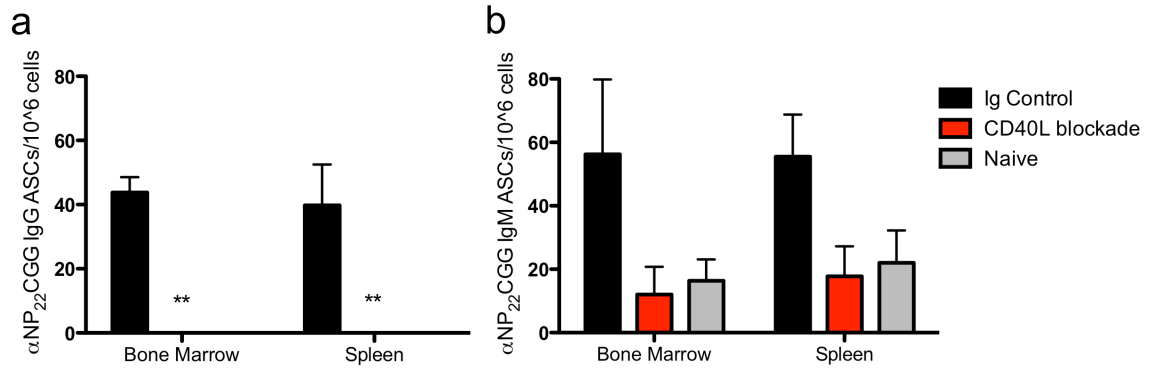 a
αNP22CGG IgG ASCs/10^6 cells
80
60
40
20
0
**
**
Bone Marrow
Spleen
b
αNP22CGG IgM ASCs/10^6 cells
80
60
40
20
0
Bone Marrow
Spleen
Ig Control
CD40L blockade
Naive